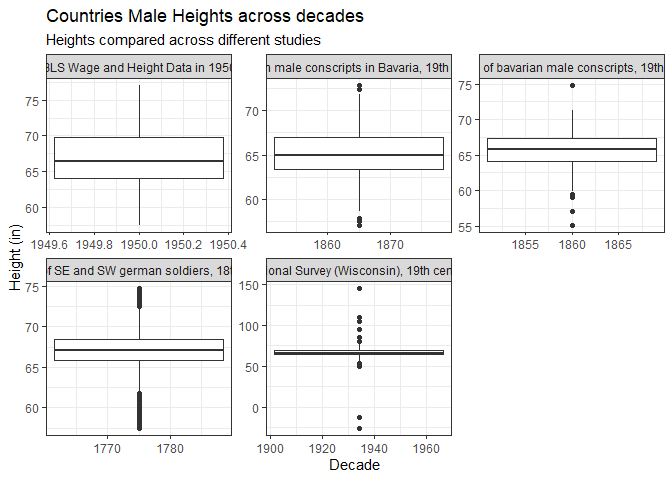 Countries Male Heights across decades
Heights compared across different studies
BLS Wage and Height Data in 1950
n male conscripts in Bavaria, 19th
of bavarian male conscripts, 19th
75
70
65
60
1949.6 1949.8 1950.0 1950.2 1950.4
70
65
60
1860 1870
75
70
65
60
55
1855 1860 1865
Height (in)
of SE and SW german soldiers, 18t
onal Survey (Wisconsin), 19th cen
75
70
65
60
1770 1780
150
100
50
0
1900 1920 1940 1960
Decade